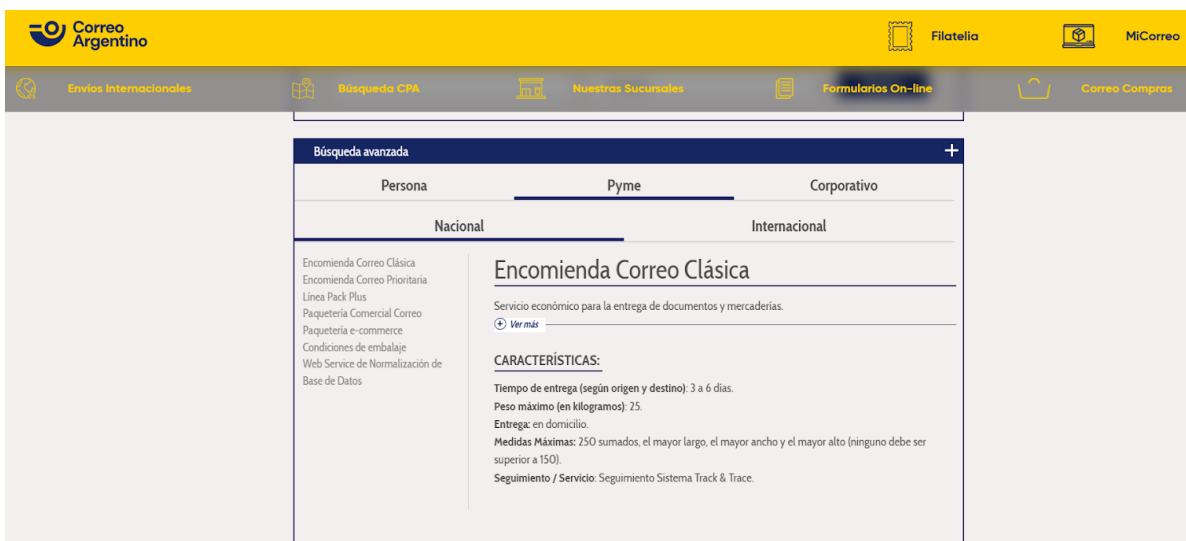 Correo
Argentino
Filatelia
MiCorreo
Envíos Internacionales
Búsqueda CPA
Nuestras Sucursales
Formularios On-line
Correo Compras
Búsqueda avanzada
Persona
Pyme
Corporativo
Nacional
Internacional
Encomienda Correo Clásica
Encomienda Correo Prioritaria
Línea Pack Plus
Paquetería Comercial Correo
Paquetería e-commerce
Condiciones de embalaje
Web Service de Normalización de
Base de Datos
Encomienda Correo Clásica
Servicio económico para la entrega de documentos y mercaderías.
Ver más
CARACTERÍSTICAS:
Tiempo de entrega (según origen y destino): 3 a 6 días.
Peso máximo (en kilogramos): 25.
Entrega: en domicilio.
Medidas Máximas: 250 sumados, el mayor largo, el mayor ancho y el mayor alto (ninguno debe ser
superior a 150).
Seguimiento / Servicio: Seguimiento Sistema Track & Trace.